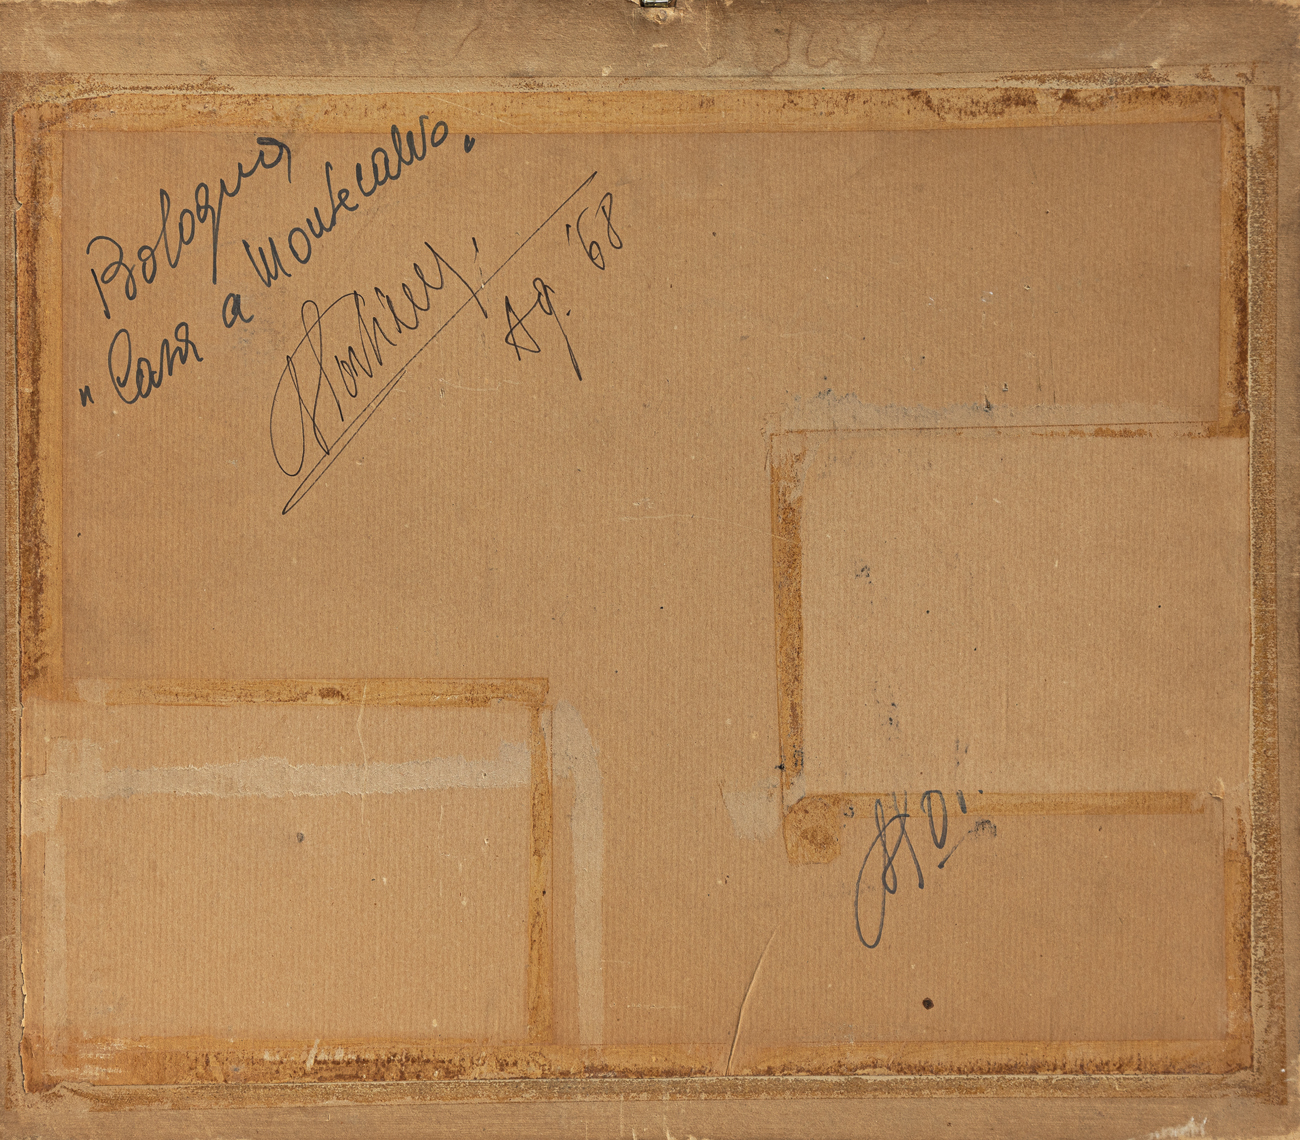 Bologna
"Casa a Montecalvo"
Ag. '68